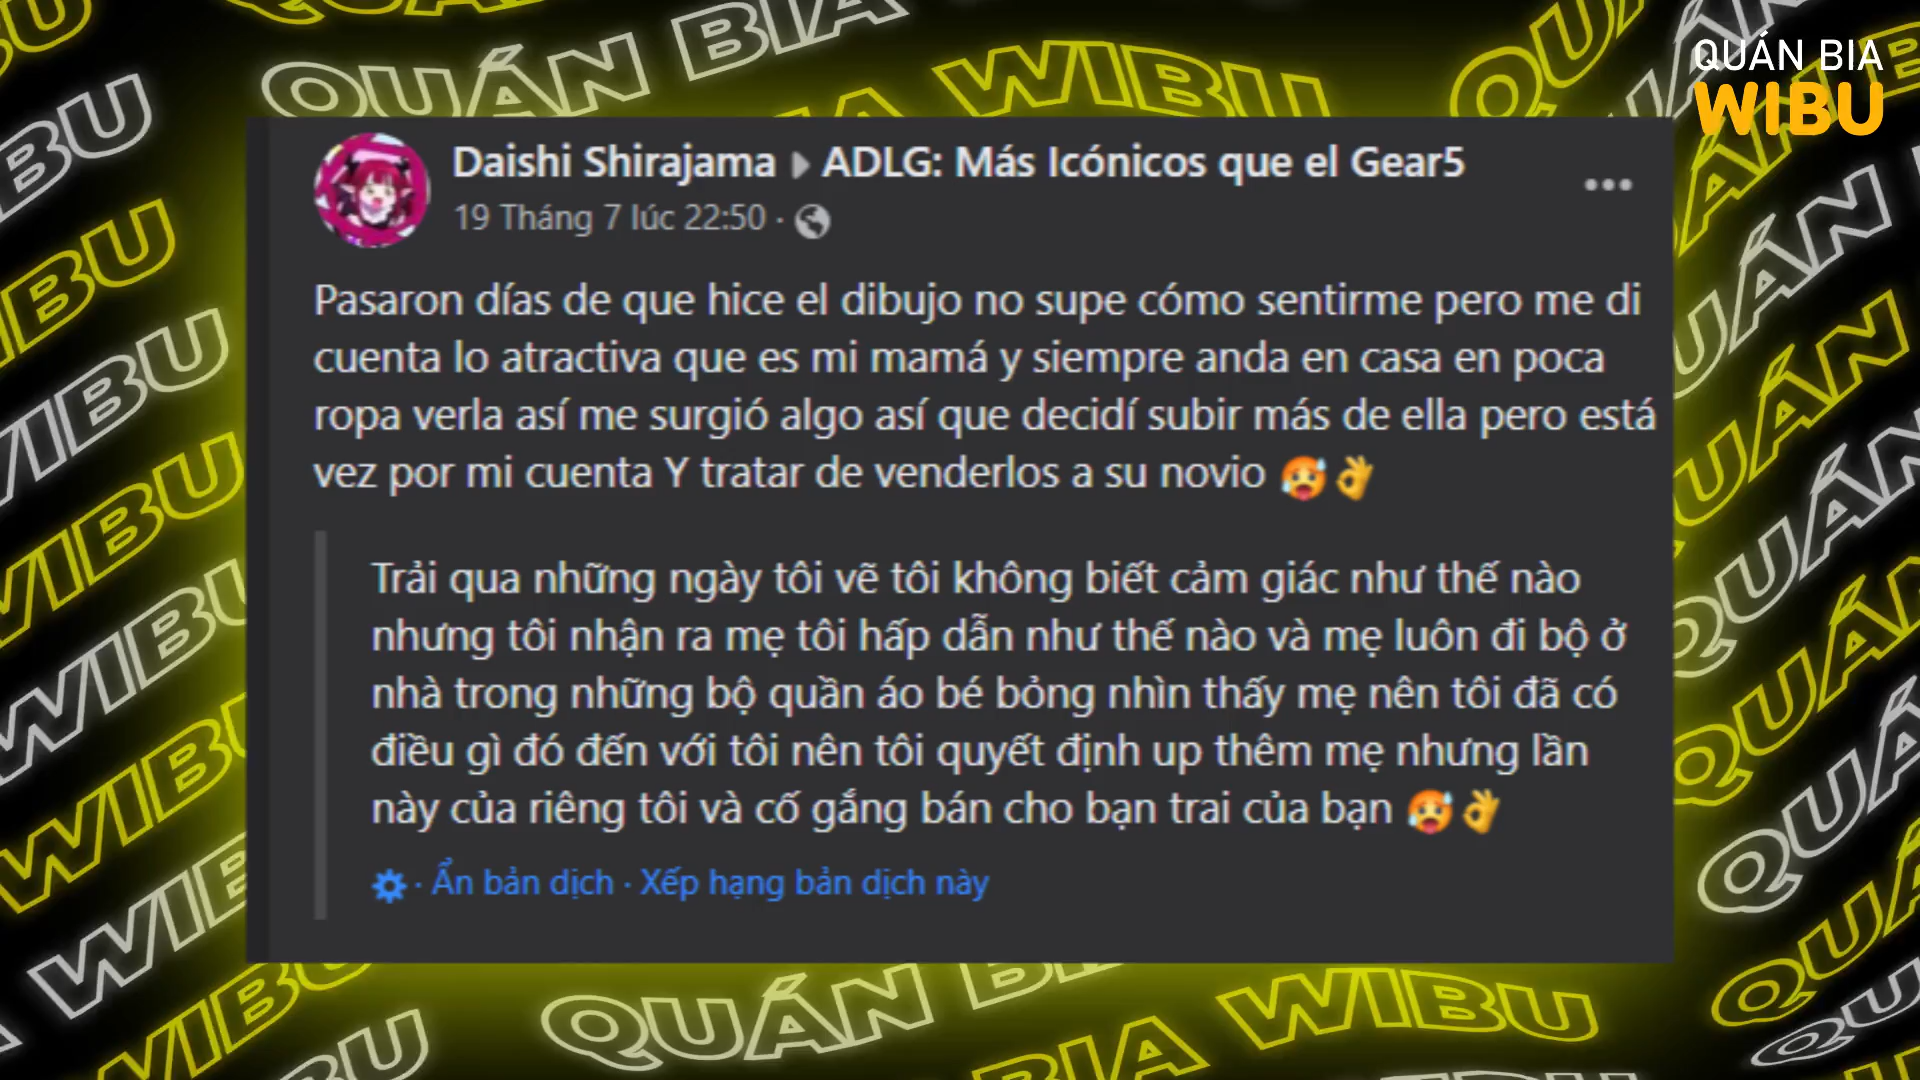 QUÁN BIA
WIBU
Daishi Shirajama ▸ ADLG: Más Icónicos que el Gear5
19 Tháng 7 lúc 22:50 ·
Pasaron días de que hice el dibujo no supe cómo sentirme pero me di
cuenta lo atractiva que es mi mamá y siempre anda en casa en poca
ropa verla así me surgió algo así que decidí subir más de ella pero está
vez por mi cuenta Y tratar de venderlos a su novio 🥵👌
Trải qua những ngày tôi vẽ tôi không biết cảm giác như thế nào
nhưng tôi nhận ra mẹ tôi hấp dẫn như thế nào và mẹ luôn đi bộ ở
nhà trong những bộ quần áo bé bỏng nhìn thấy mẹ nên tôi đã có
điều gì đó đến với tôi nên tôi quyết định up thêm mẹ nhưng lần
này của riêng tôi và cố gắng bán cho bạn trai của bạn 🥵👌
· Ẩn bản dịch · Xếp hạng bản dịch này